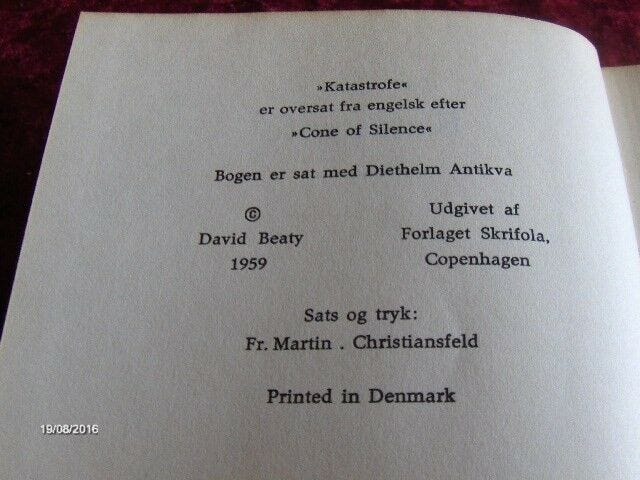 »Katastrofe«
er oversat fra engelsk efter
»Cone of Silence«
Bogen er sat med Diethelm Antikva
©
David Beaty
1959
Udgivet af
Forlaget Skrifola,
Copenhagen
Sats og tryk:
Fr. Martin . Christiansfeld
Printed in Denmark
19/08/2016